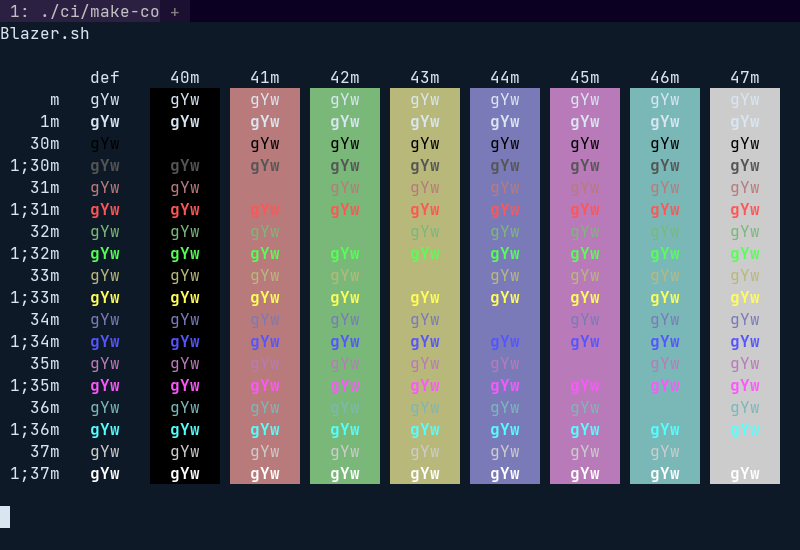 1: ./ci/make-co +
Blazer.sh
def 40m 41m 42m 43m 44m 45m 46m 47m
m gYw gYw gYw gYw gYw gYw gYw gYw gYw
1m gYw gYw gYw gYw gYw gYw gYw gYw gYw
30m gYw gYw gYw gYw gYw gYw gYw gYw
1;30m gYw gYw gYw gYw gYw gYw gYw gYw gYw
31m gYw gYw gYw gYw gYw gYw gYw gYw
1;31m gYw gYw gYw gYw gYw gYw gYw gYw gYw
32m gYw gYw gYw gYw gYw gYw gYw gYw
1;32m gYw gYw gYw gYw gYw gYw gYw gYw gYw
33m gYw gYw gYw gYw gYw gYw gYw gYw
1;33m gYw gYw gYw gYw gYw gYw gYw gYw gYw
34m gYw gYw gYw gYw gYw gYw gYw gYw
1;34m gYw gYw gYw gYw gYw gYw gYw gYw gYw
35m gYw gYw gYw gYw gYw gYw gYw gYw
1;35m gYw gYw gYw gYw gYw gYw gYw gYw gYw
36m gYw gYw gYw gYw gYw gYw gYw gYw
1;36m gYw gYw gYw gYw gYw gYw gYw gYw gYw
37m gYw gYw gYw gYw gYw gYw gYw gYw
1;37m gYw gYw gYw gYw gYw gYw gYw gYw gYw